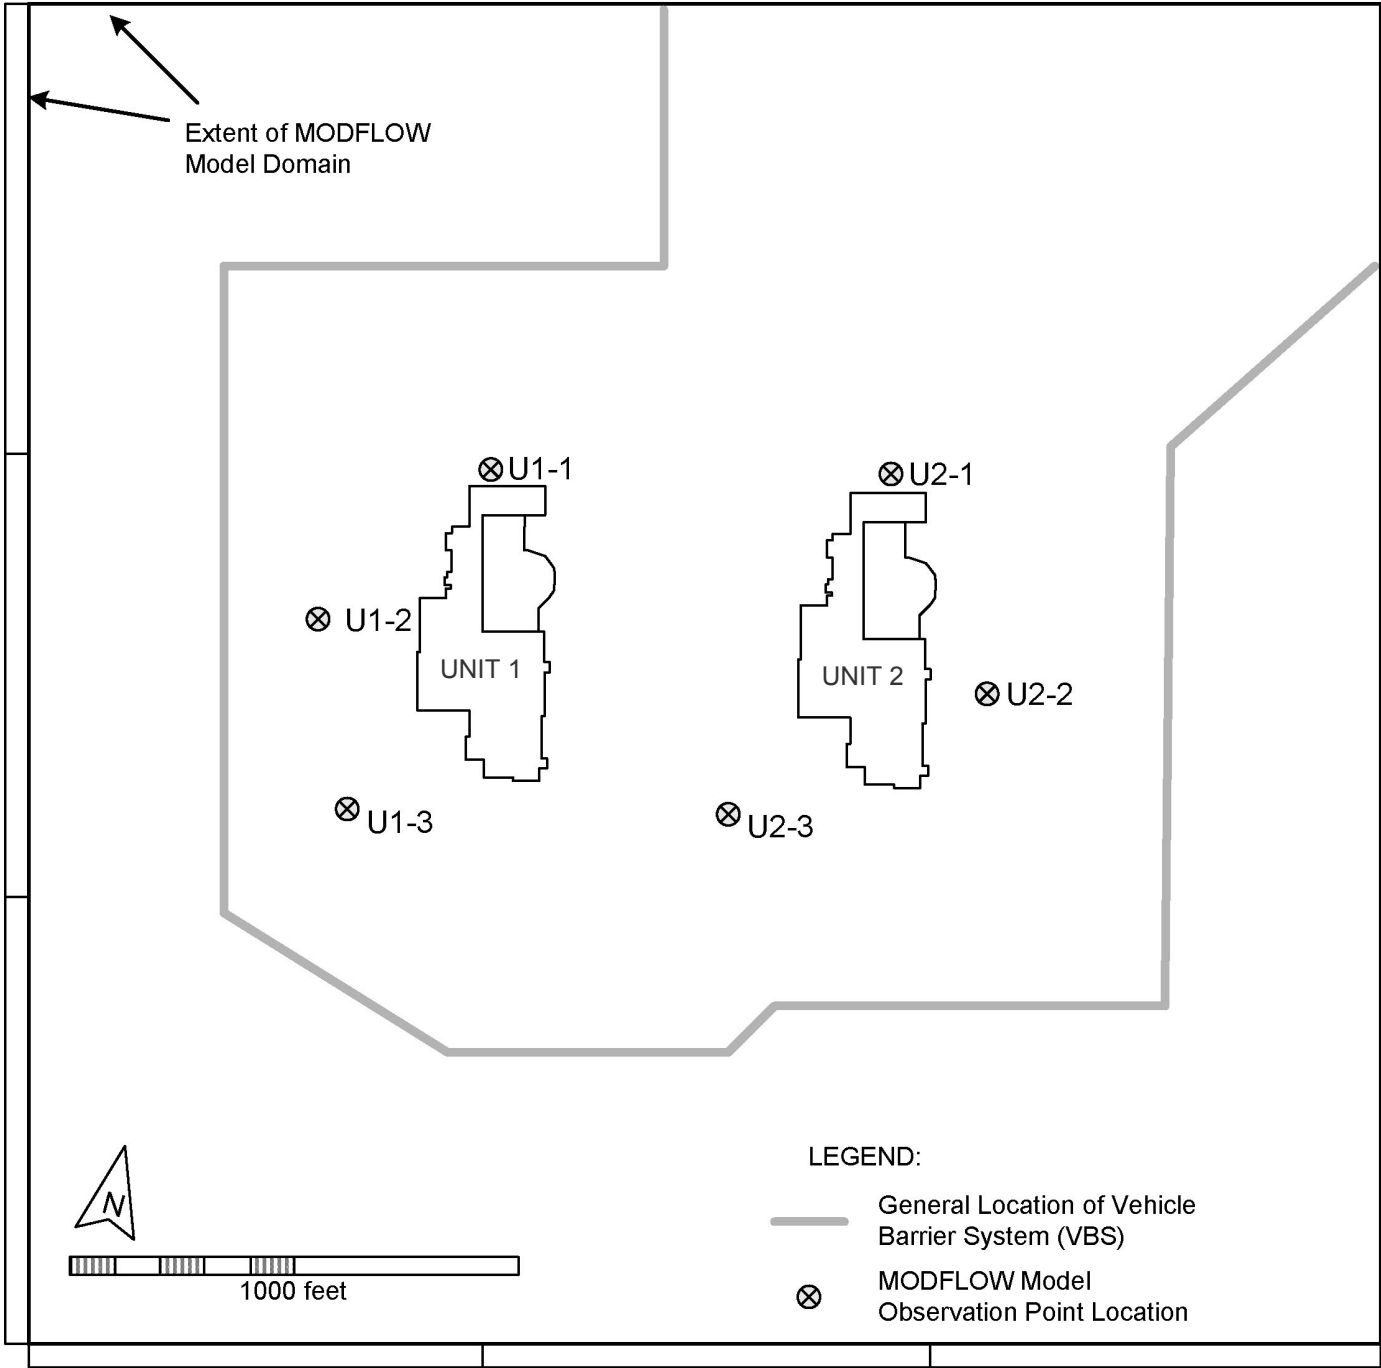 Extent of MODFLOW
Model Domain
U1-1
U2-1
U1-2
UNIT 1
UNIT 2
U2-2
U1-3
U2-3
LEGEND:
General Location of Vehicle
Barrier System (VBS)
N
1000 feet
MODFLOW Model
Observation Point Location